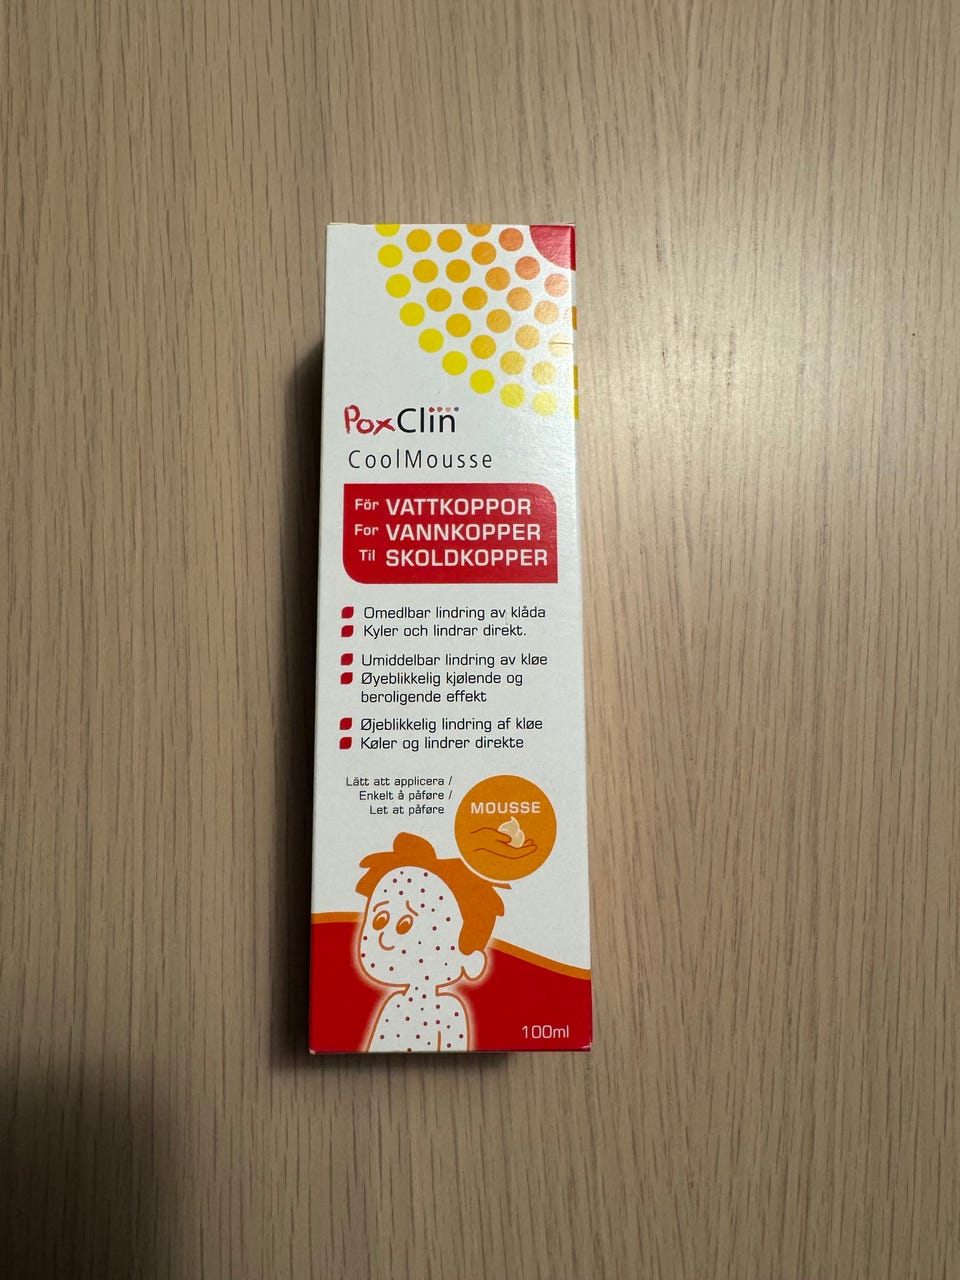 PoxClin
CoolMousse
För VATTKOPPOR
For VANNKOPPER
Til SKOLDKOPPER
Omedlbar lindring av klåda
Kyler och lindrar direkt.
Umiddelbar lindring av kløe
Øyeblikkelig kjølende og
beroligende effekt
Øjeblikkelig lindring af kløe
Køler og lindrer direkte
Lätt att applicera /
Enkelt å påføre /
Let at påføre
MOUSSE
100ml